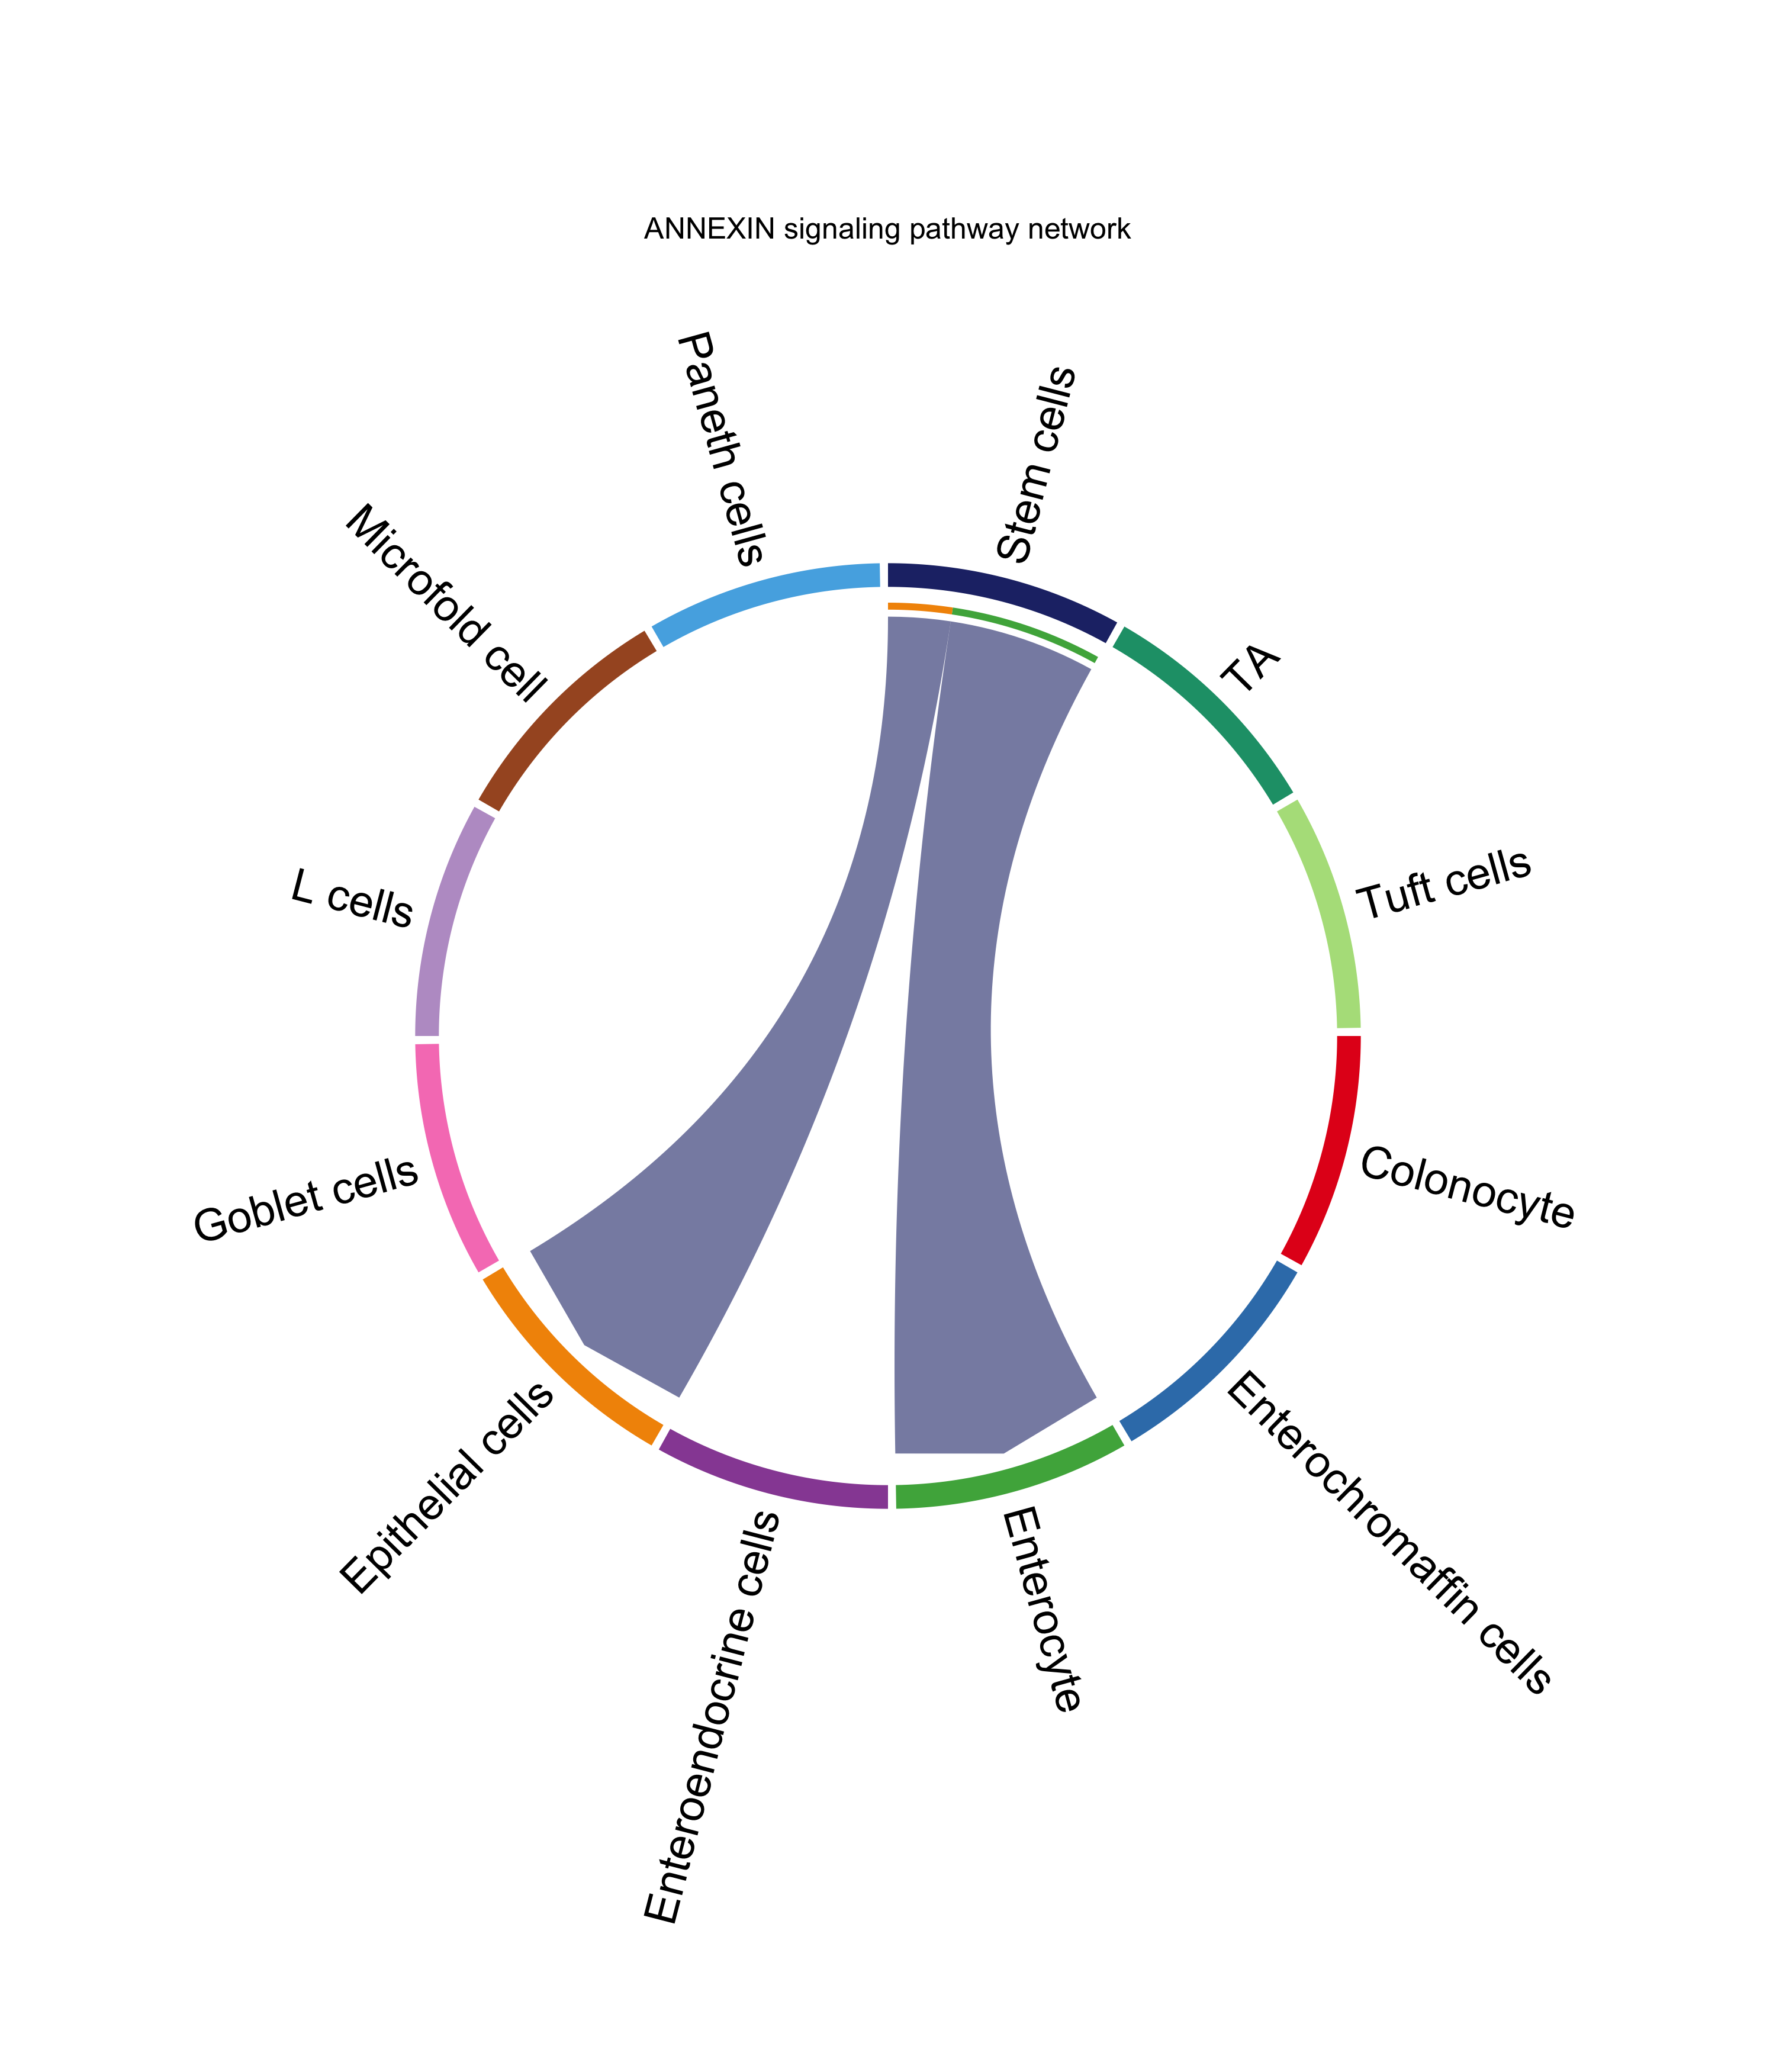 ANNEXIN signaling pathway network
Paneth cells
Stem cells
Microfold cell
TA
Tuft cells
L cells
Colonocyte
Goblet cells
Enterochromaffin cells
Epithelial cells
Enterocyte
Enteroendocrine cells